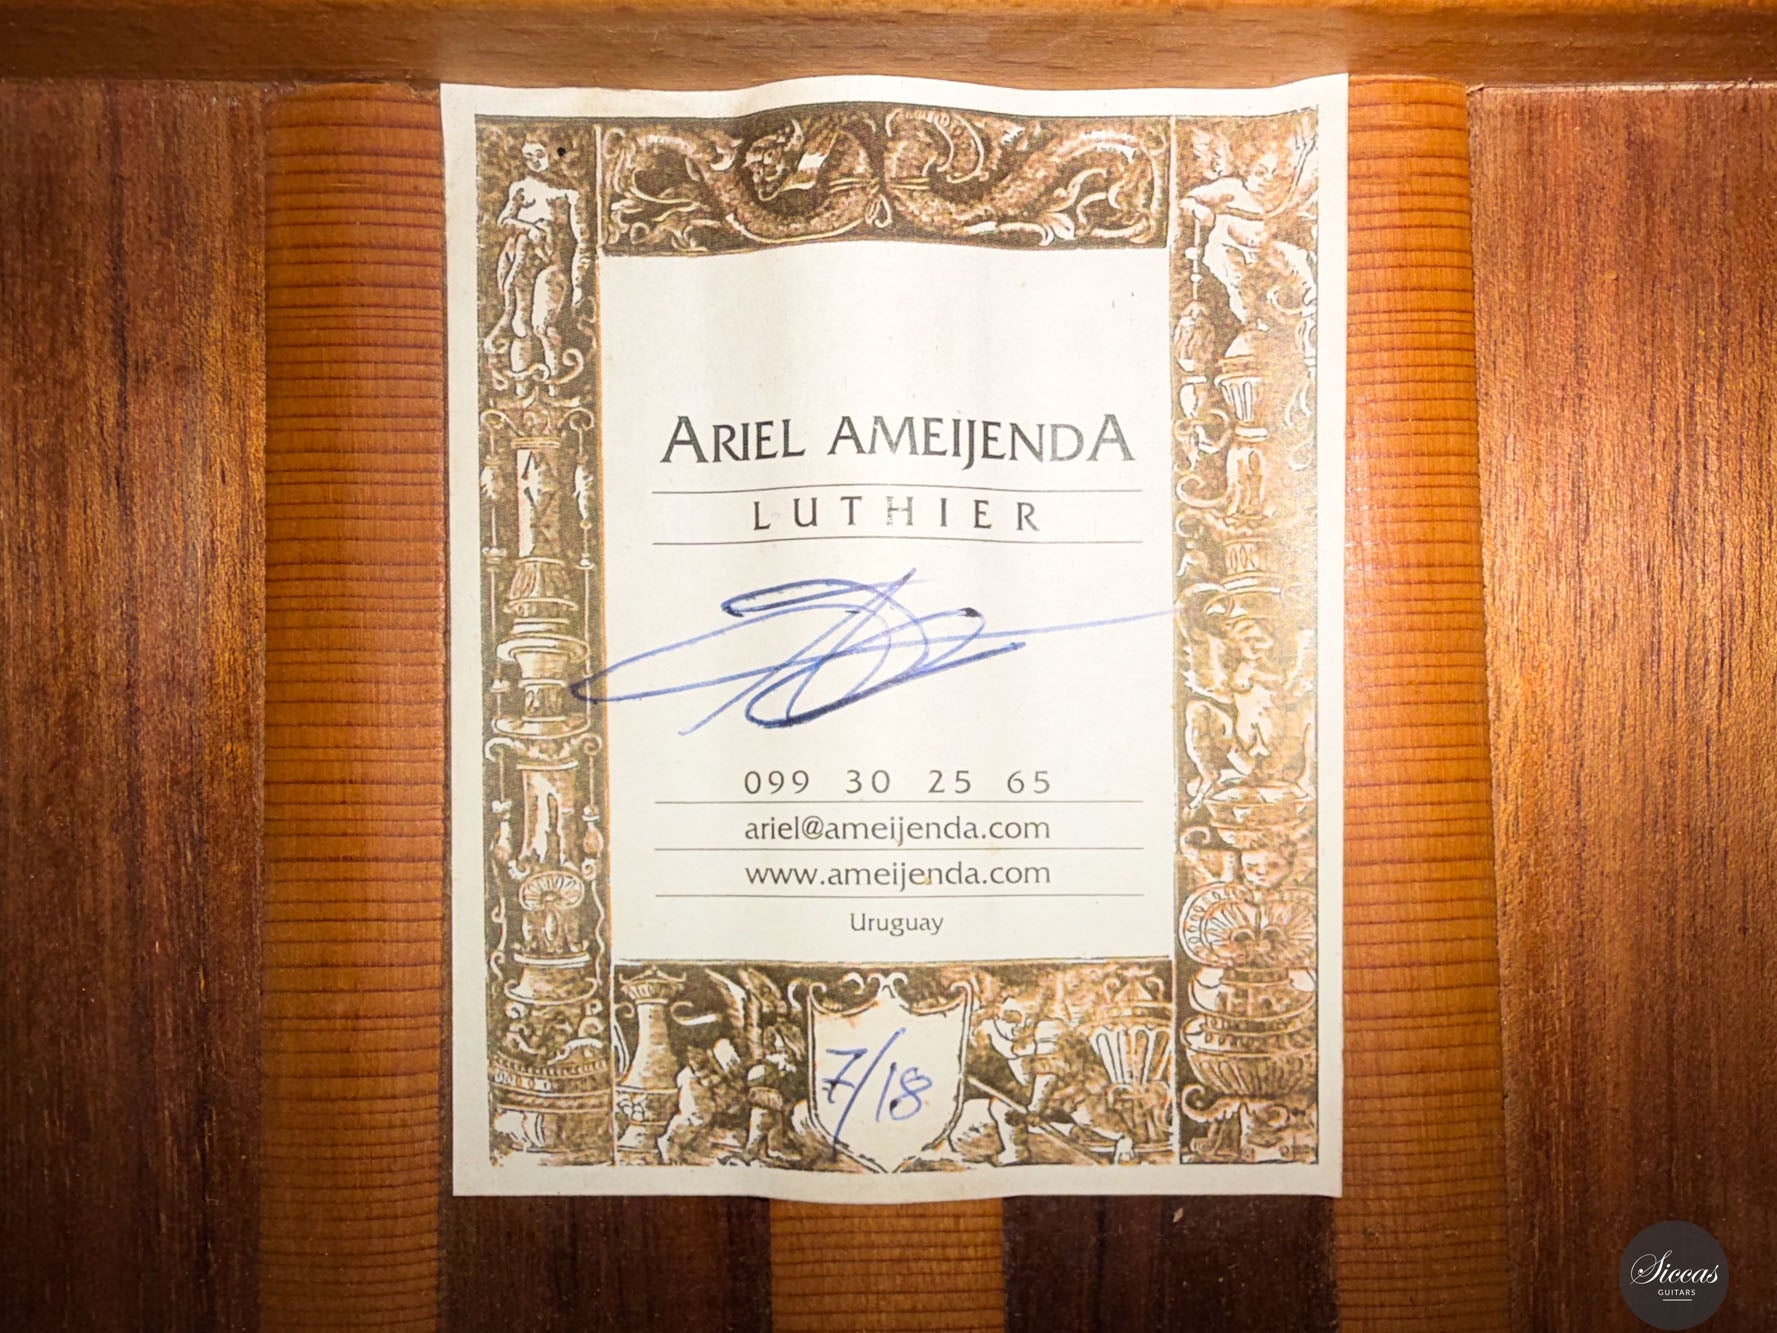 ARIEL AMEIJENDA
LUTHIER
099 30 25 65
ariel@ameijenda.com
www.ameijenda.com
Uruguay
7/18
Siccas
GUITARS